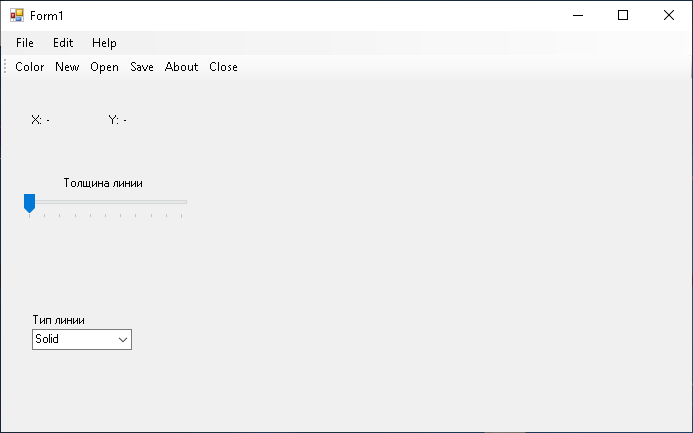 Form1
File Edit Help
Color New Open Save About Close
X: - Y: -
Толщина линии
Тип линии
Solid